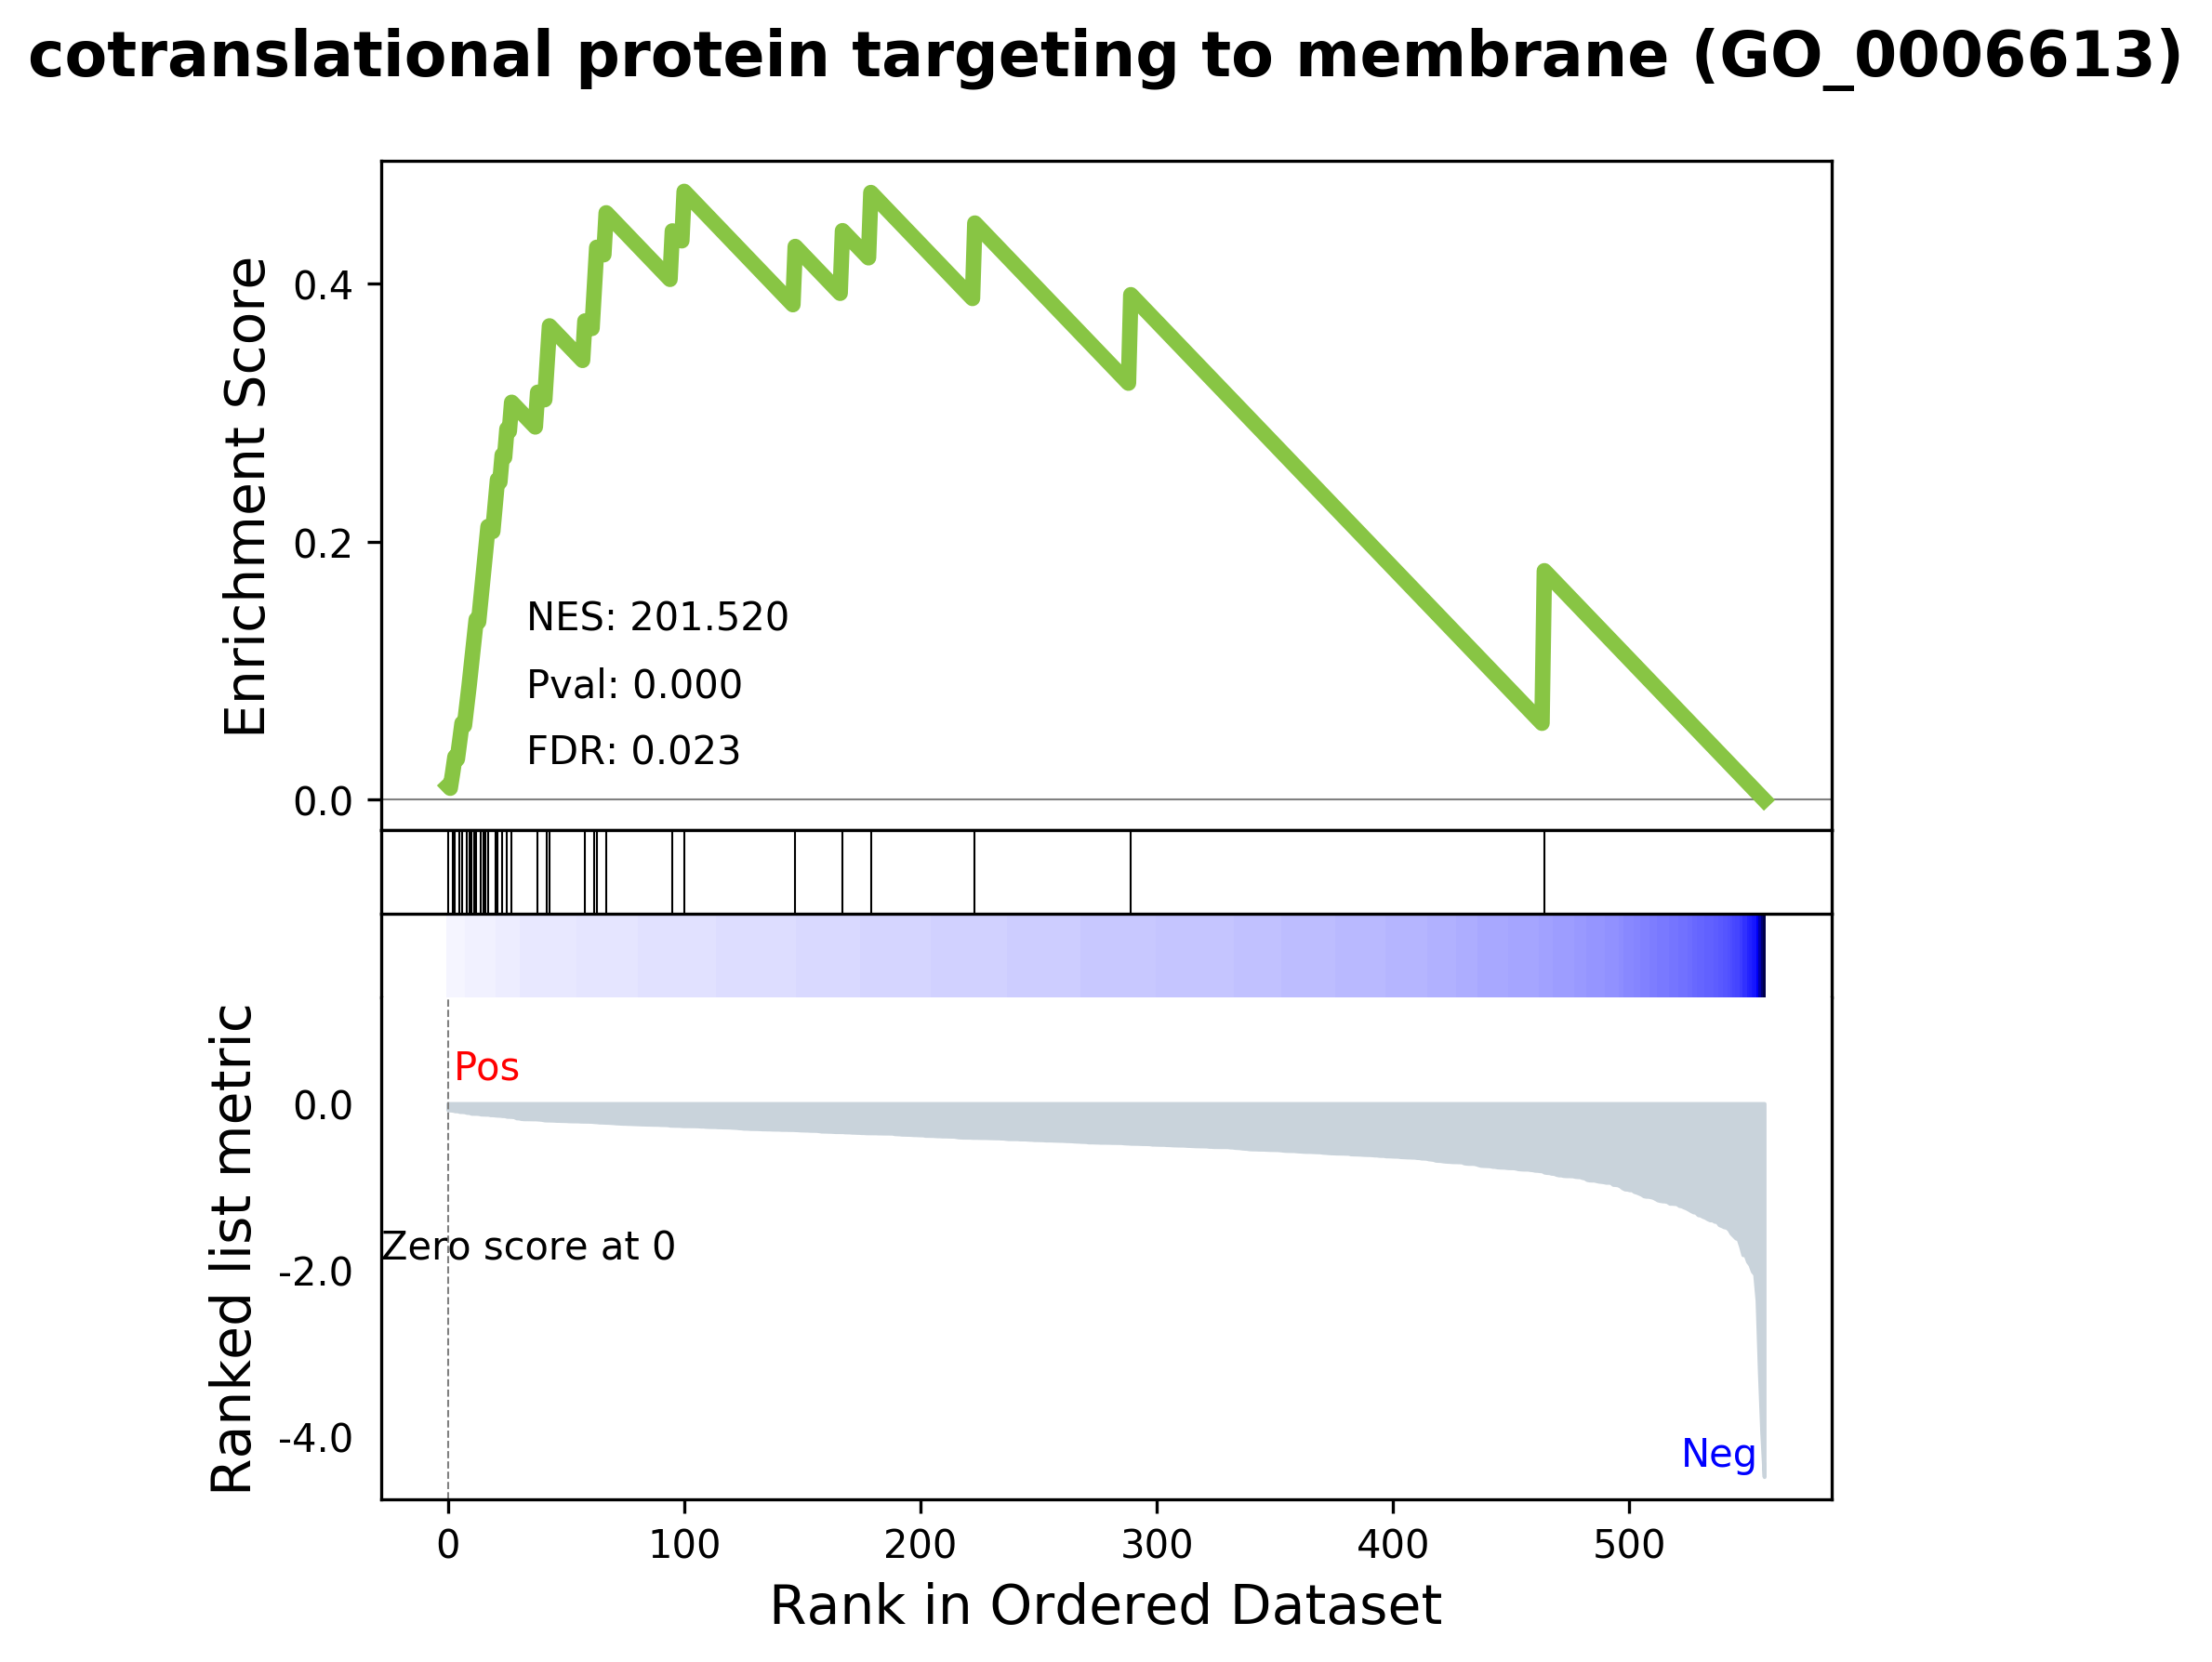 cotranslational protein targeting to membrane (GO_0006613)
Enrichment Score
0.4
0.2
0.0
NES: 201.520
Pval: 0.000
FDR: 0.023
Ranked list metric
Pos
0.0
Zero score at 0
-2.0
-4.0
Neg
0 100 200 300 400 500
Rank in Ordered Dataset